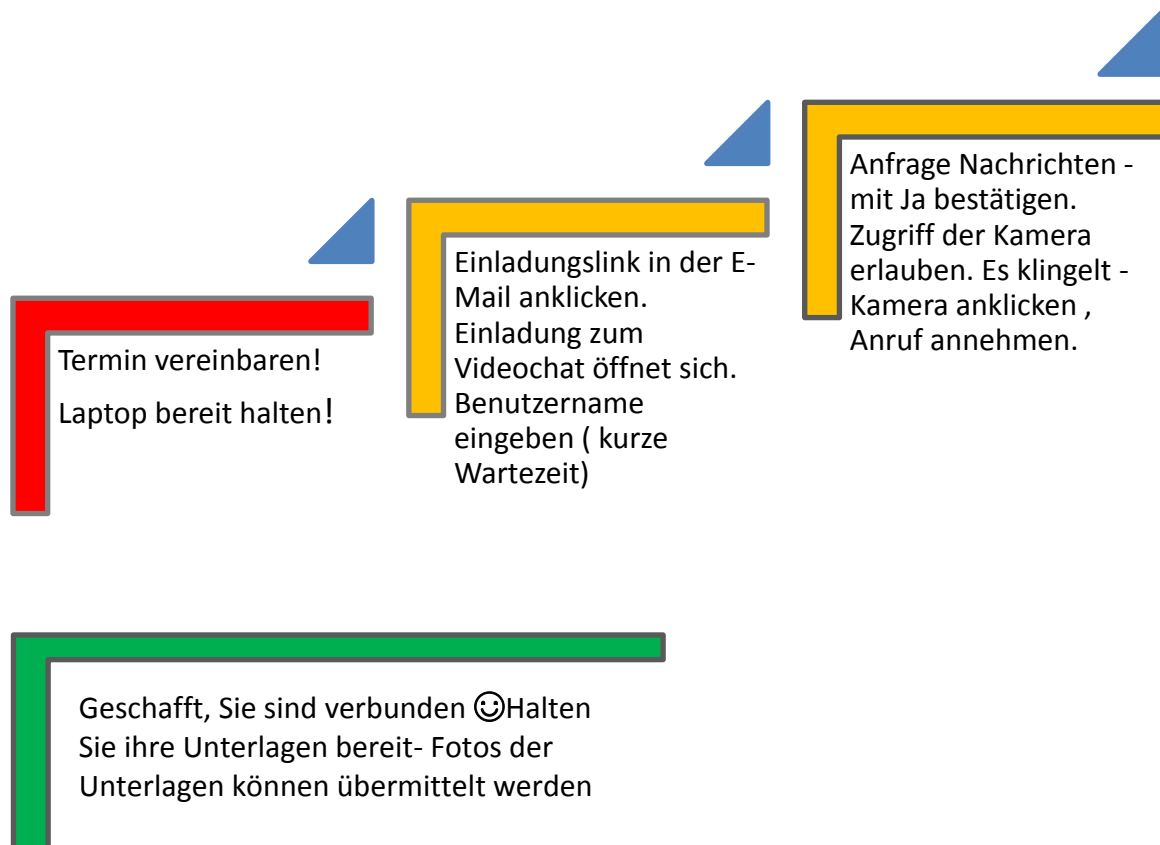 Termin vereinbaren!
Laptop bereit halten!
Einladungslink in der E-
Mail anklicken.
Einladung zum
Videochat öffnet sich.
Benutzername
eingeben ( kurze
Wartezeit)
Anfrage Nachrichten -
mit Ja bestätigen.
Zugriff der Kamera
erlauben. Es klingelt -
Kamera anklicken ,
Anruf annehmen.
Geschafft, Sie sind verbunden ☺Halten
Sie ihre Unterlagen bereit- Fotos der
Unterlagen können übermittelt werden